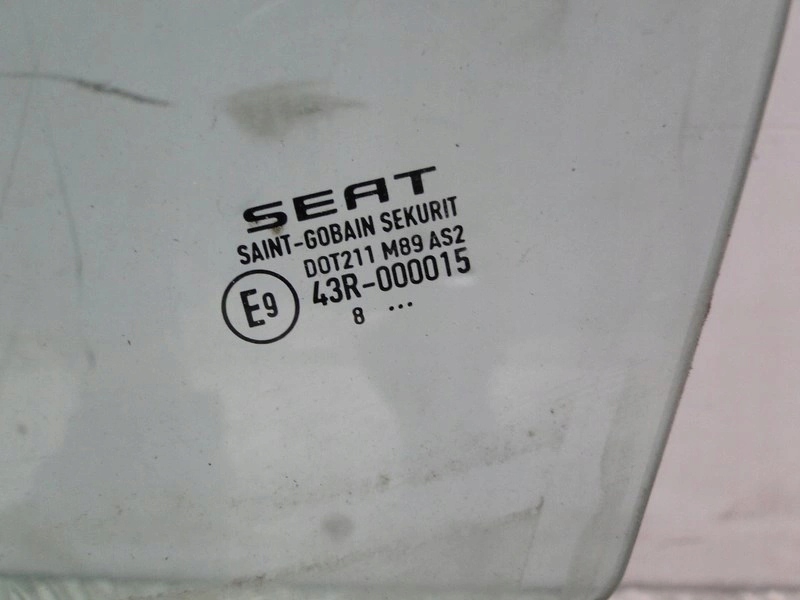 SEAT
SAINT-GOBAIN SEKURIT
DOT211 M89 AS2
E9 43R-000015
8 ...